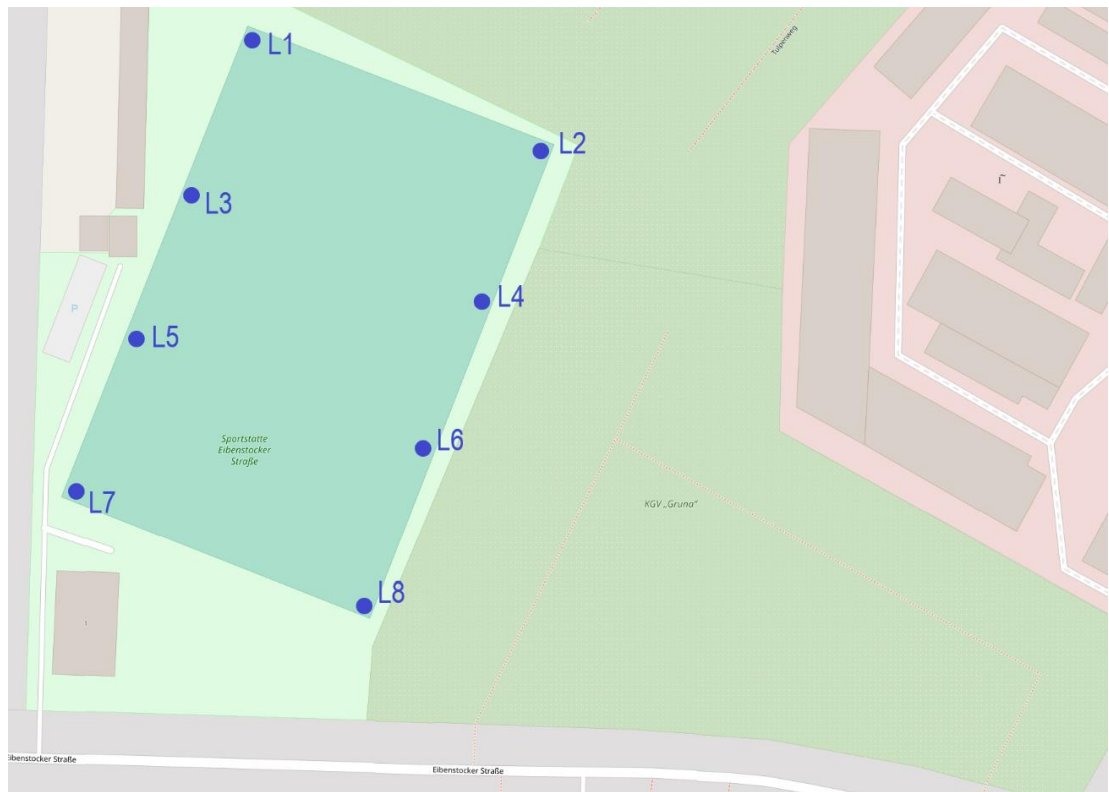 L1
Tulpenweg
L2
L3
L4
P
L5
Sportstätte
Eibenstocker
Straße
L6
L7
KGV „Gruna"
L8
Eibenstocker Straße
Eibenstocker Straße